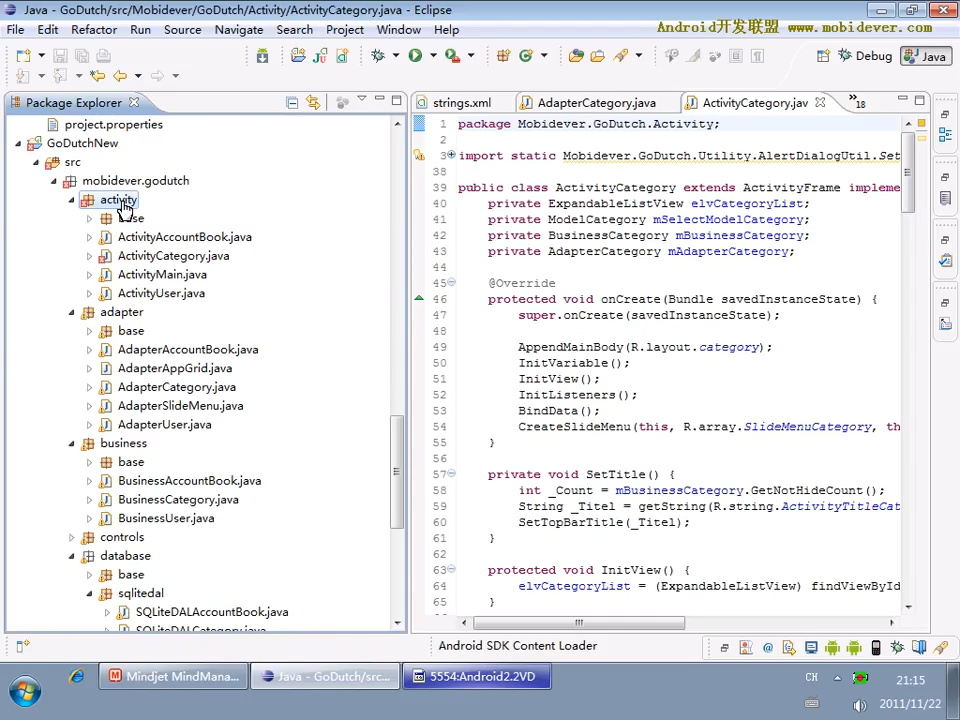 Java - GoDutch/src/Mobidever/GoDutch/Activity/ActivityCategory.java - Eclipse
File Edit Refactor Run Source Navigate Search Project Window Help
Android开发联盟 www.mobidever.com
Debug Java
Package Explorer
strings.xml AdapterCategory.java ActivityCategory.jav 18
project.properties
GoDutchNew
src
mobidever.godutch
activity
base
ActivityAccountBook.java
ActivityCategory.java
ActivityMain.java
ActivityUser.java
adapter
base
AdapterAccountBook.java
AdapterAppGrid.java
AdapterCategory.java
AdapterSlideMenu.java
AdapterUser.java
business
base
BusinessAccountBook.java
BusinessCategory.java
BusinessUser.java
controls
database
base
sqlitedal
SQLiteDALAccountBook.java
SQLiteDALCategory.java
1 package Mobidever.GoDutch.Activity;
2
3 import static Mobidever.GoDutch.Utility.AlertDialogUtil.Set
38
39 public class ActivityCategory extends ActivityFrame impleme
40 private ExpandableListView elvCategoryList;
41 private ModelCategory mSelectModelCategory;
42 private BusinessCategory mBusinessCategory;
43 private AdapterCategory mAdapterCategory;
44
45 @Override
46 protected void onCreate(Bundle savedInstanceState) {
47 super.onCreate(savedInstanceState);
48
49 AppendMainBody(R.layout.category);
50 InitVariable();
51 InitView();
52 InitListeners();
53 BindData();
54 CreateSlideMenu(this, R.array.SlideMenuCategory, th
55 }
56
57 private void SetTitle() {
58 int _Count = mBusinessCategory.GetNotHideCount();
59 String _Titel = getString(R.string.ActivityTitleCat
60 SetTopBarTitle(_Titel);
61 }
62
63 protected void InitView() {
64 elvCategoryList = (ExpandableListView) findViewById
65 }
Android SDK Content Loader
Mindjet MindMana... Java - GoDutch/src... 5554:Android2.2VD
CH
21:15
2011/11/22